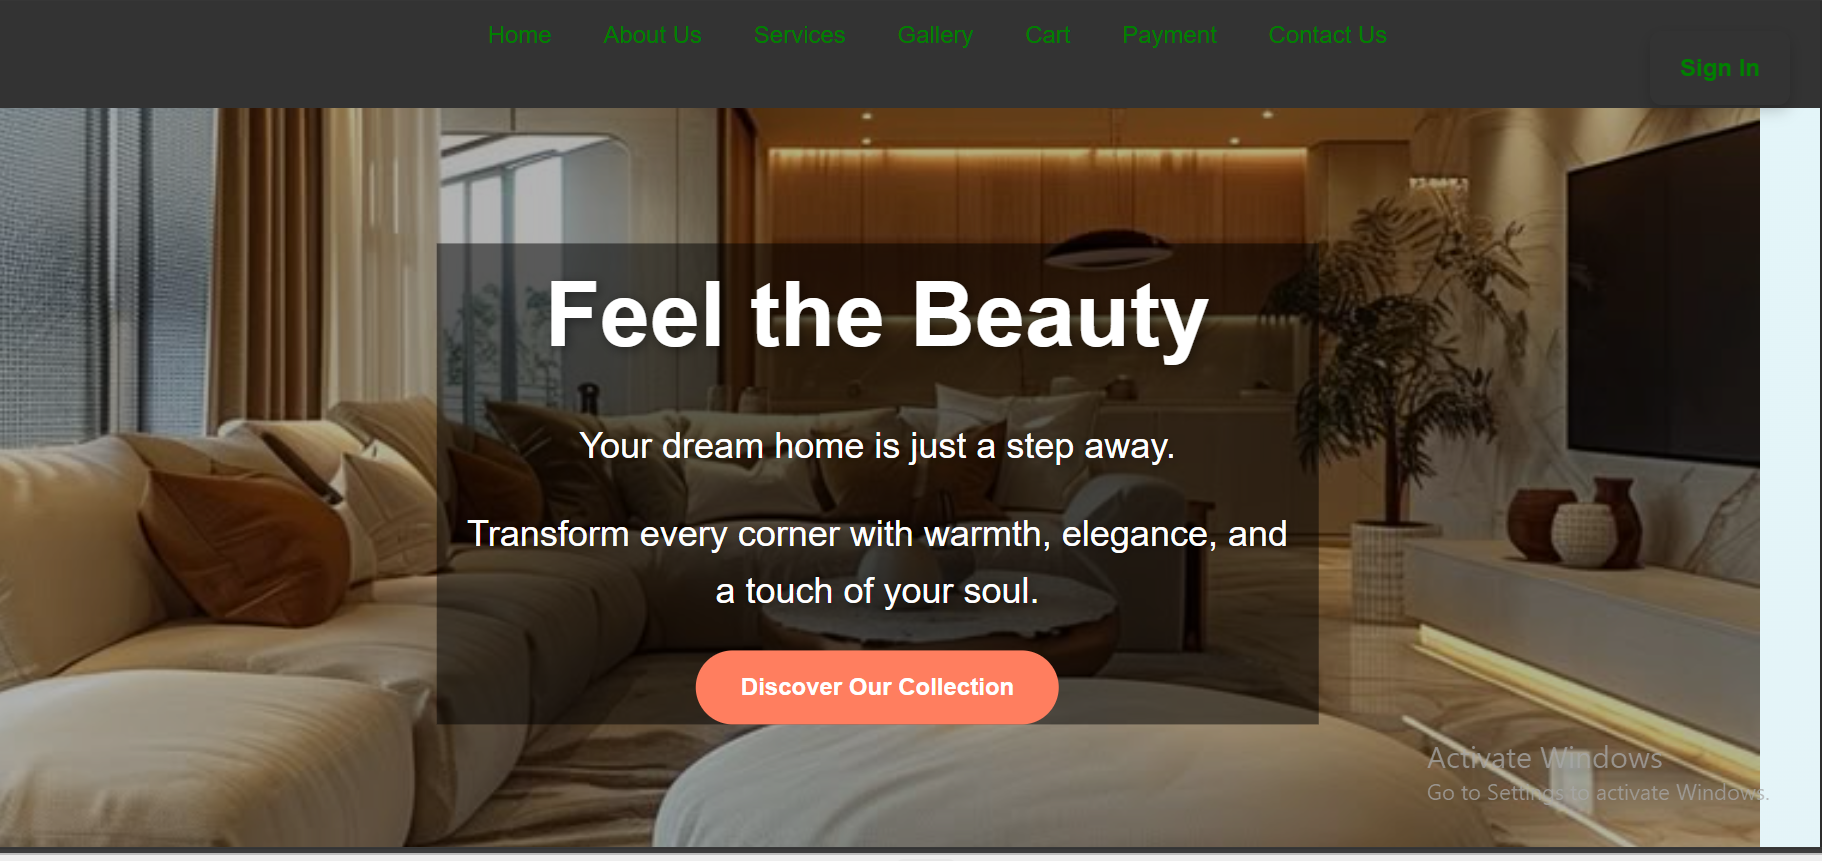 Home About Us Services Gallery Cart Payment Contact Us
Sign In
Feel the Beauty
Your dream home is just a step away.
Transform every corner with warmth, elegance, and
a touch of your soul.
Discover Our Collection
Activate Windows
Go to Settings to activate Windows.